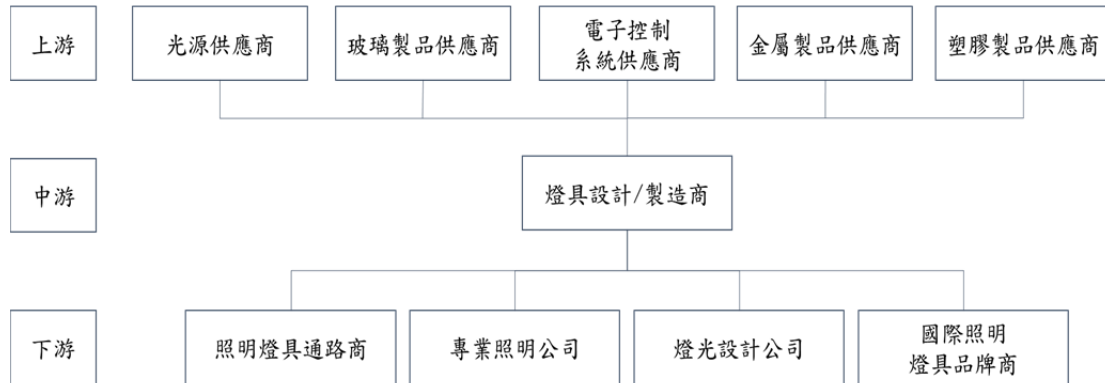 上游
光源供應商
玻璃製品供應商
電子控制
系統供應商
金屬製品供應商
塑膠製品供應商
中游
燈具設計/製造商
下游
照明燈具通路商
專業照明公司
燈光設計公司
國際照明
燈具品牌商